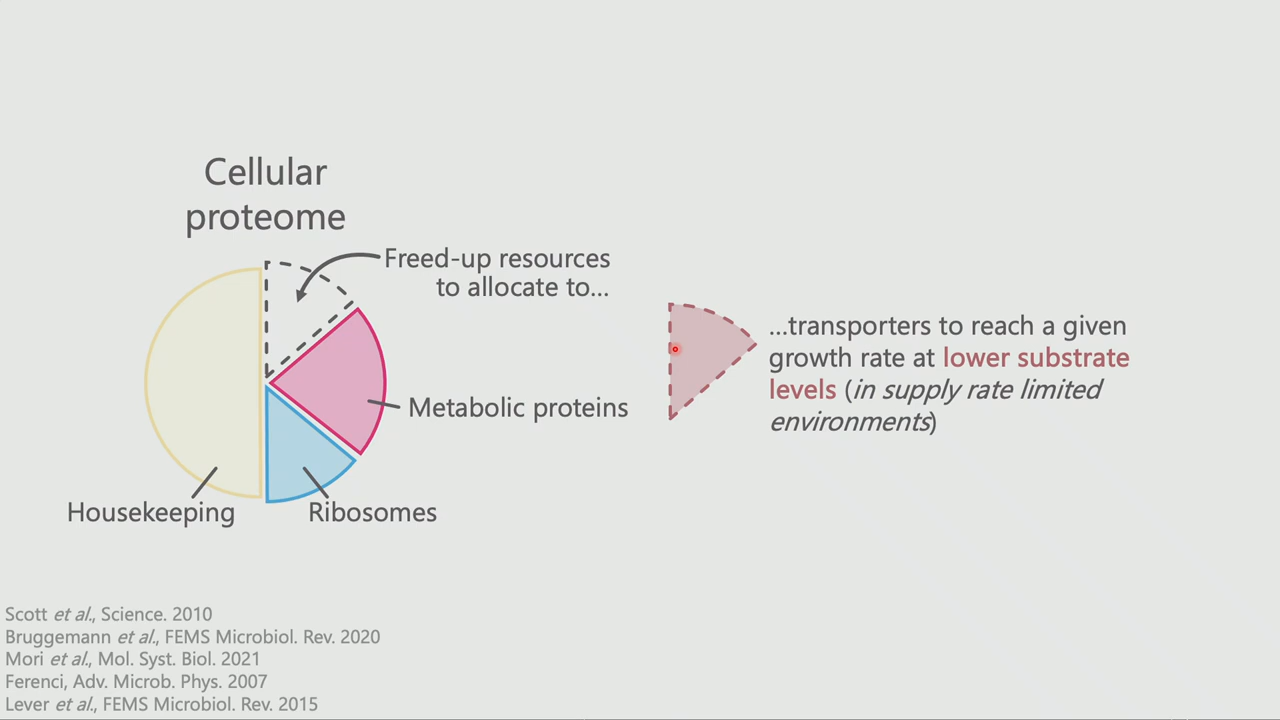 Cellular
proteome
Freed-up resources
to allocate to...
Metabolic proteins
Housekeeping
Ribosomes
...transporters to reach a given
growth rate at lower substrate
levels (in supply rate limited
environments)
Scott et al., Science. 2010
Bruggemann et al., FEMS Microbiol. Rev. 2020
Mori et al., Mol. Syst. Biol. 2021
Ferenci, Adv. Microb. Phys. 2007
Lever et al., FEMS Microbiol. Rev. 2015